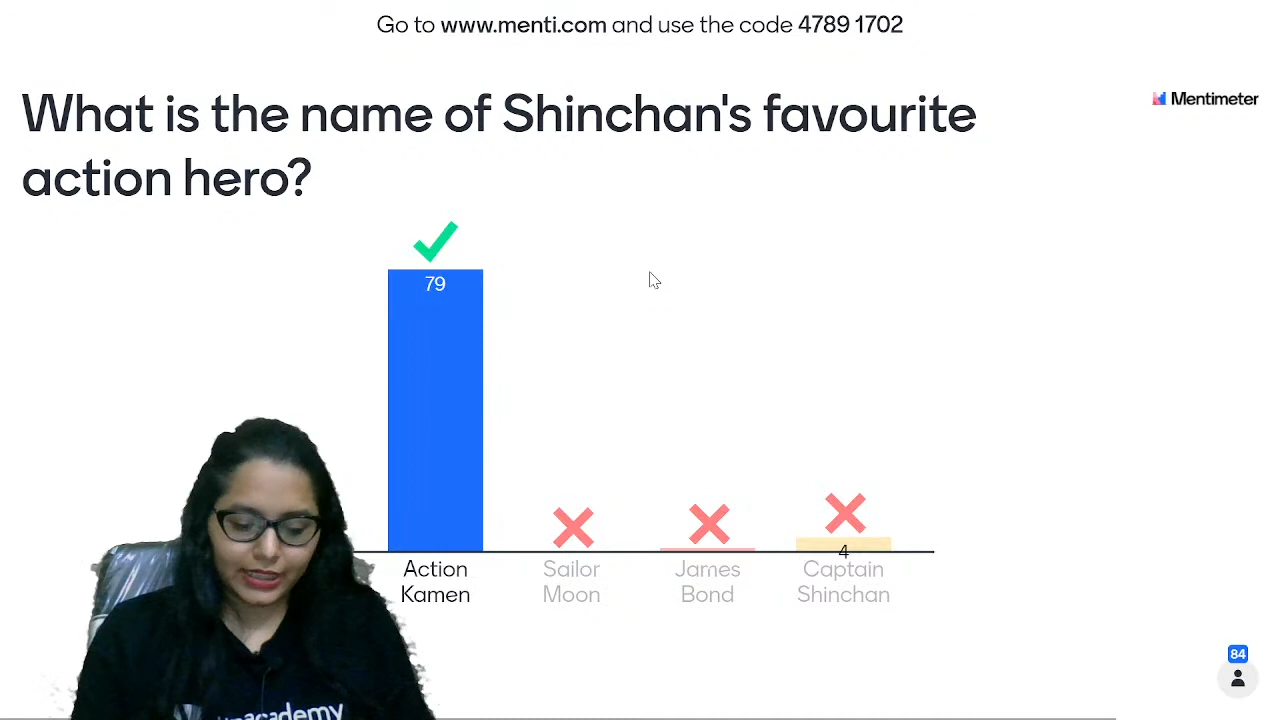 Go to www.menti.com and use the code 4789 1702
What is the name of Shinchan's favourite
action hero?
Mentimeter
79
4
Action
Kamen
Sailor
Moon
James
Bond
Captain
Shinchan
84